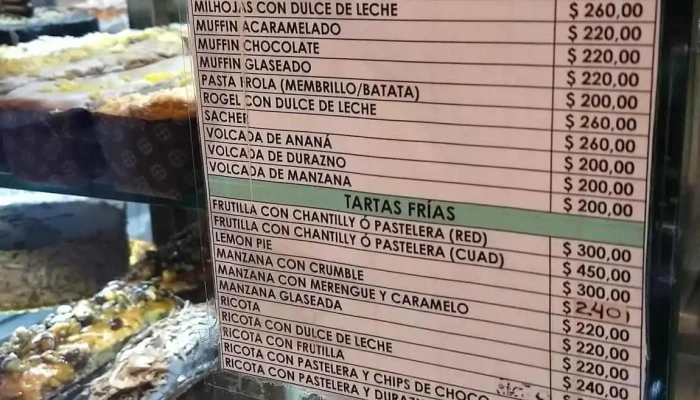 MILHOJAS CON DULCE DE LECHE $ 260,00
MUFFIN ACARAMELADO $ 220,00
MUFFIN CHOCOLATE $ 220,00
MUFFIN GLASEADO $ 220,00
PASTA FROLA (MEMBRILLO/BATATA) $ 200,00
ROGEL CON DULCE DE LECHE $ 260,00
SACHER $ 260,00
VOLCADA DE ANANÁ $ 200,00
VOLCADA DE DURAZNO $ 200,00
VOLCADA DE MANZANA $ 200,00
TARTAS FRÍAS
FRUTILLA CON CHANTILLY Ó PASTELERA (RED) $ 300,00
FRUTILLA CON CHANTILLY Ó PASTELERA (CUAD) $ 450,00
LEMON PIE $ 300,00
MANZANA CON CRUMBLE $
MANZANA CON MERENGUE Y CARAMELO $ 220,00
MANZANA GLASEADA $ 220,00
RICOTA $ 220,00
RICOTA CON DULCE DE LECHE $ 240,00
RICOTA CON FRUTILLA
RICOTA CON PASTELERA Y CHIPS DE CHOCO
RICOTA CON PASTELERA Y